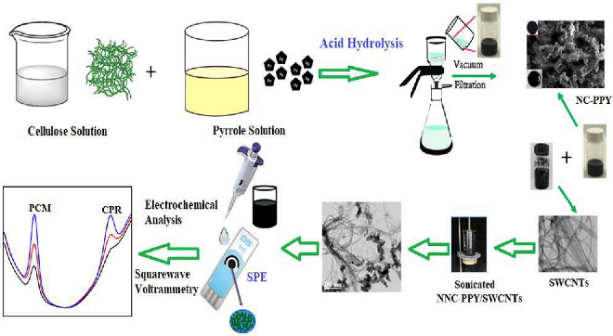 Acid Hydrolysis
Vacuum
Filtration
NC-PPY
Cellulose Solution
+
Pyrrole Solution
+
PCM
CPR
Electrochemical
Analysis
Squarewave
Voltrammetry
SPE
Sonicated
NNC-PPY/SWCNTs
SWCNTs